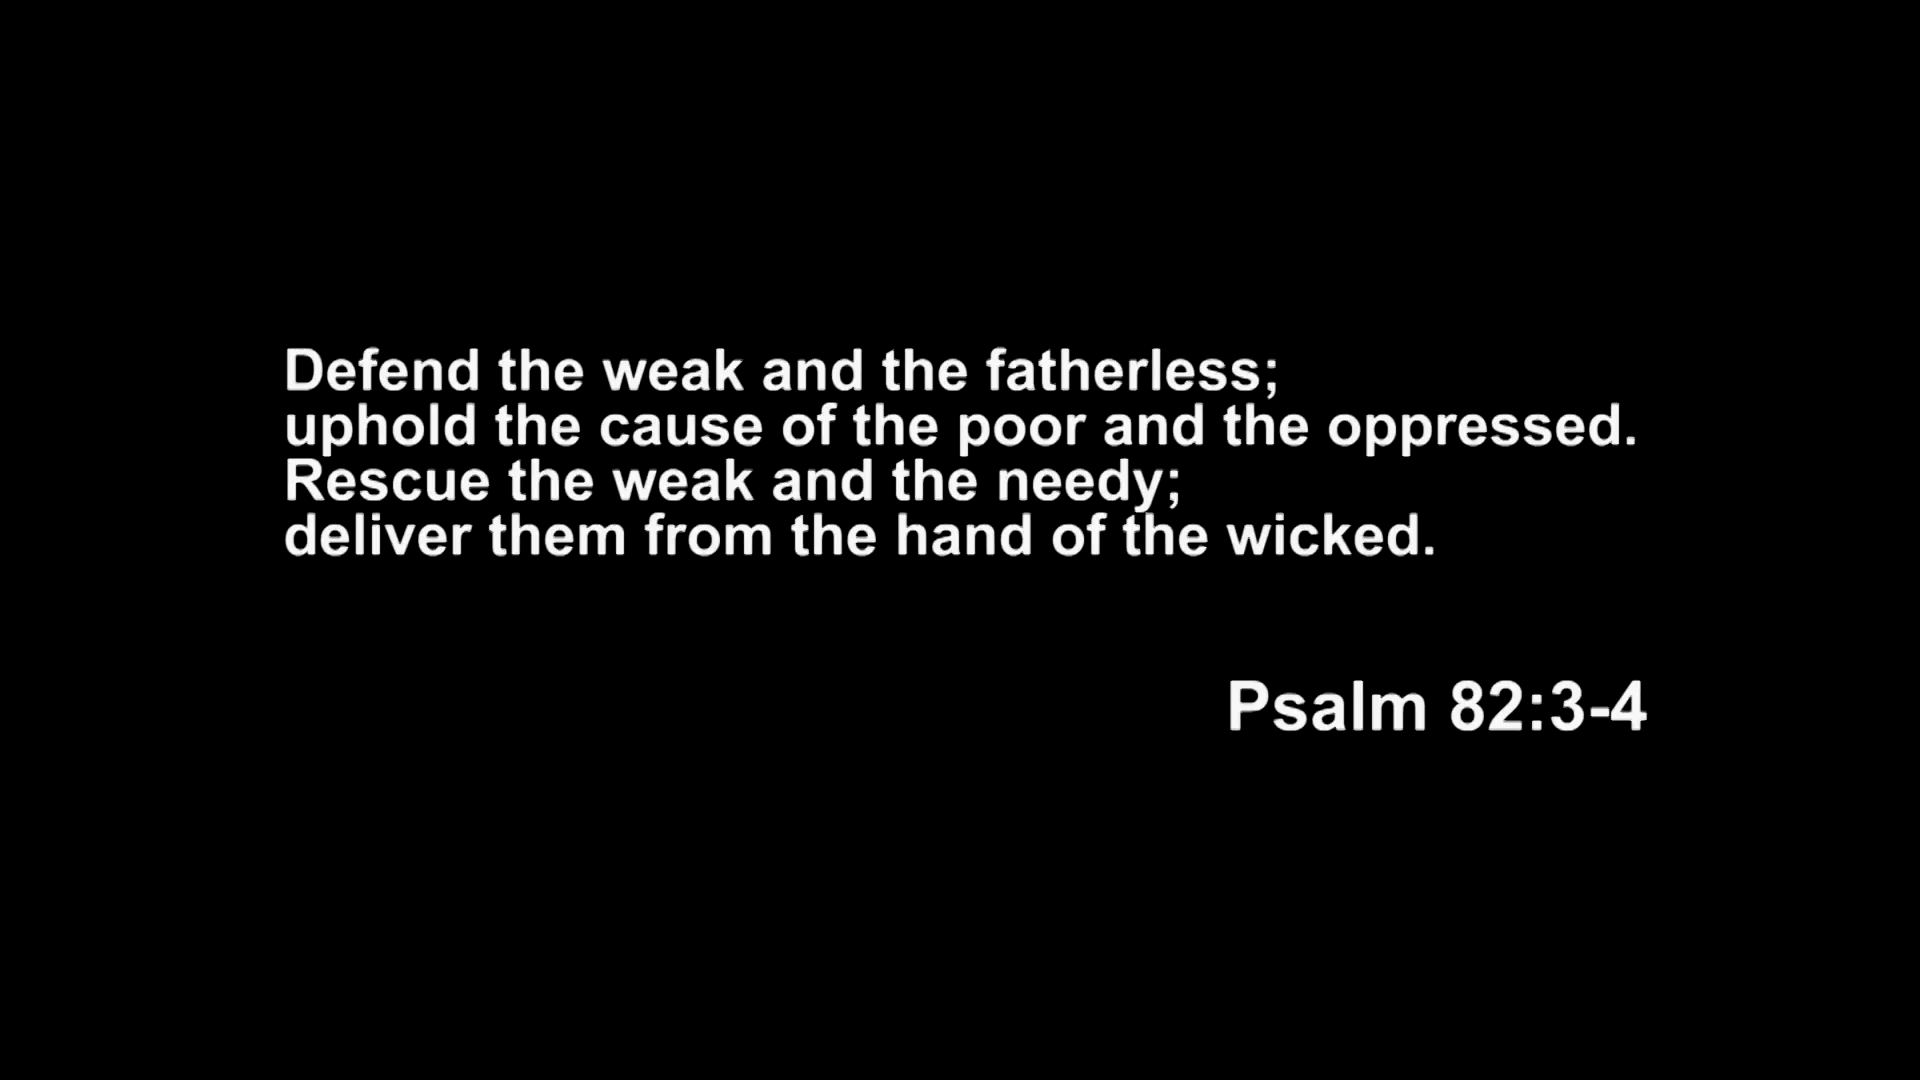 Defend the weak and the fatherless;
uphold the cause of the poor and the oppressed.
Rescue the weak and the needy;
deliver them from the hand of the wicked.
Psalm 82:3-4